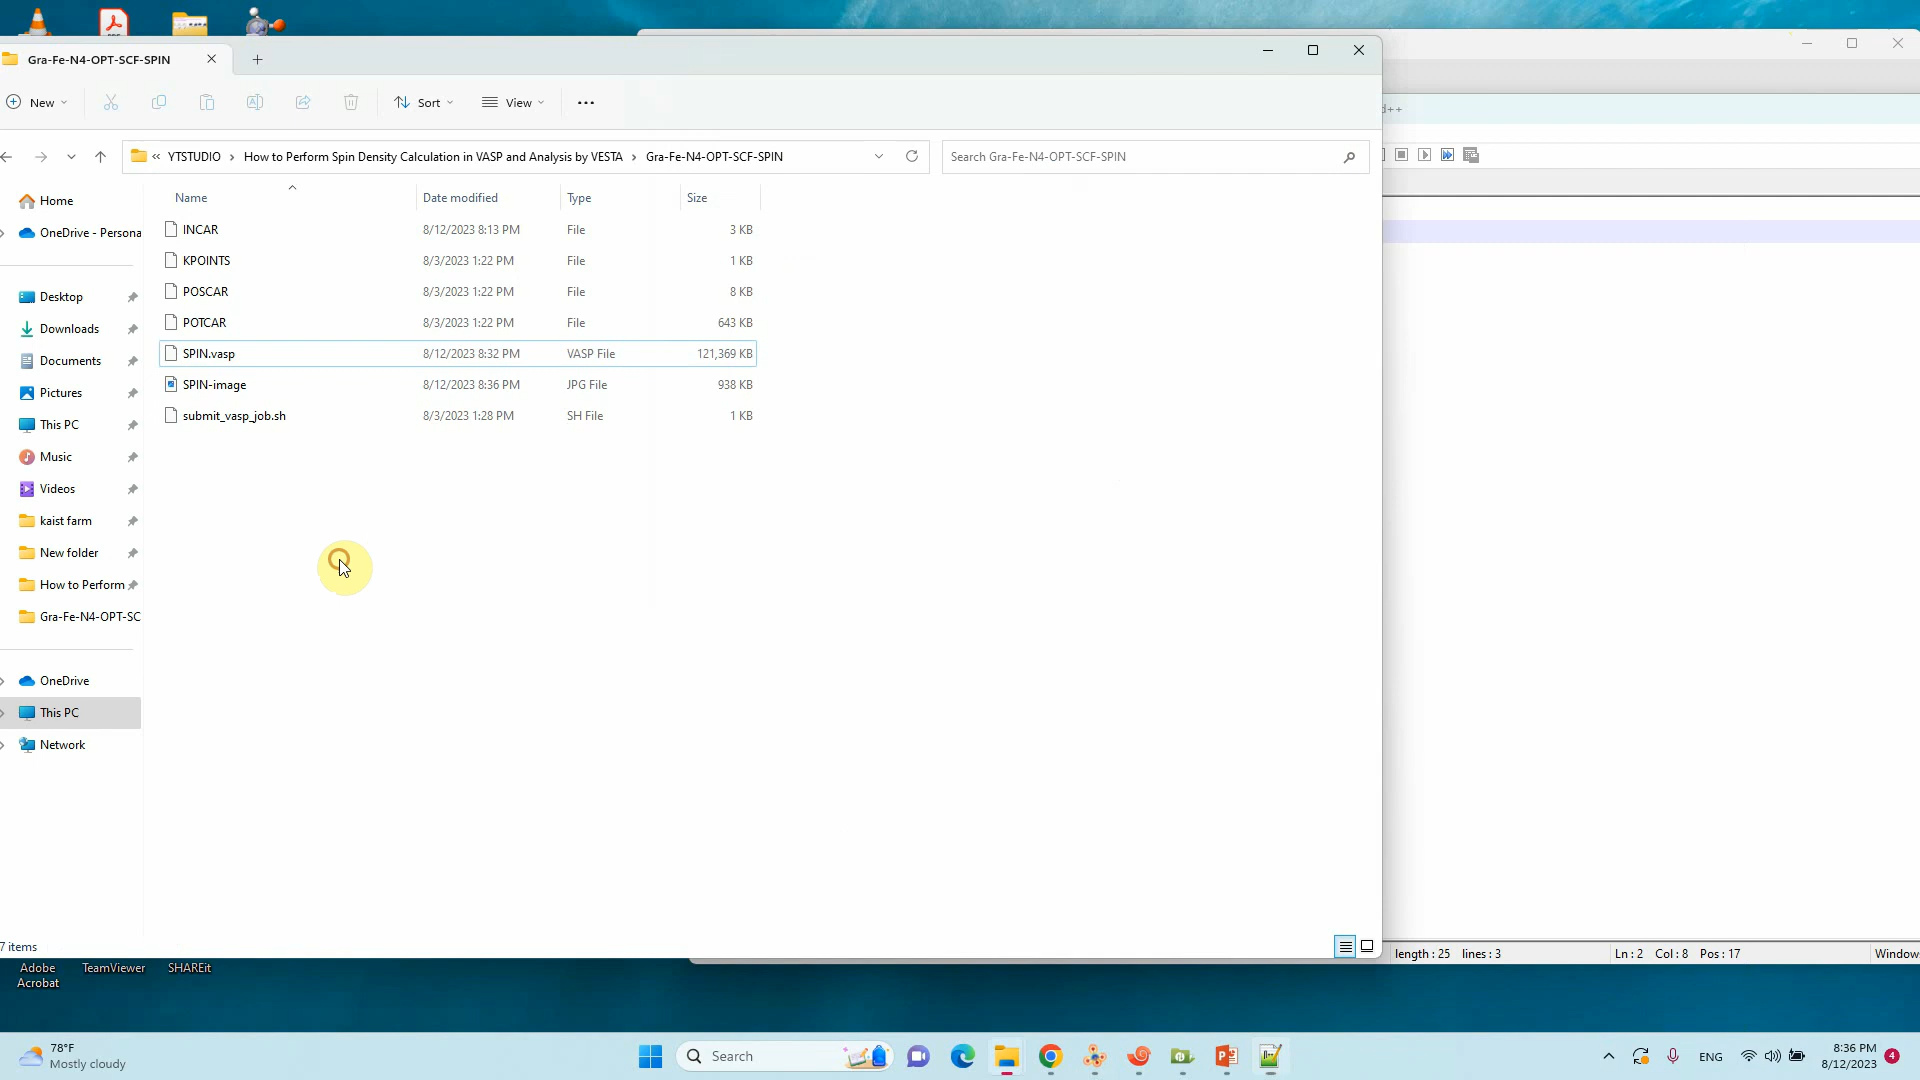 Gra-Fe-N4-OPT-SCF-SPIN
New
Sort
View
YTSTUDIO
How to Perform Spin Density Calculation in VASP and Analysis by VESTA
Gra-Fe-N4-OPT-SCF-SPIN
Search Gra-Fe-N4-OPT-SCF-SPIN
d++
Name
Date modified
Type
Size
INCAR 8/12/2023 8:13 PM File 3 KB
KPOINTS 8/3/2023 1:22 PM File 1 KB
POSCAR 8/3/2023 1:22 PM File 8 KB
POTCAR 8/3/2023 1:22 PM File 643 KB
SPIN.vasp 8/12/2023 8:32 PM VASP File 121,369 KB
SPIN-image 8/12/2023 8:36 PM JPG File 938 KB
submit_vasp_job.sh 8/3/2023 1:28 PM SH File 1 KB
Home
OneDrive - Persona
Desktop
Downloads
Documents
Pictures
This PC
Music
Videos
kaist farm
New folder
How to Perform
Gra-Fe-N4-OPT-SC
OneDrive
This PC
Network
7 items
length : 25 lines : 3
Ln : 2 Col : 8 Pos : 17
Window
Adobe
Acrobat
TeamViewer
SHAREit
78°F
Mostly cloudy
Search
ENG
8:36 PM
8/12/2023
4